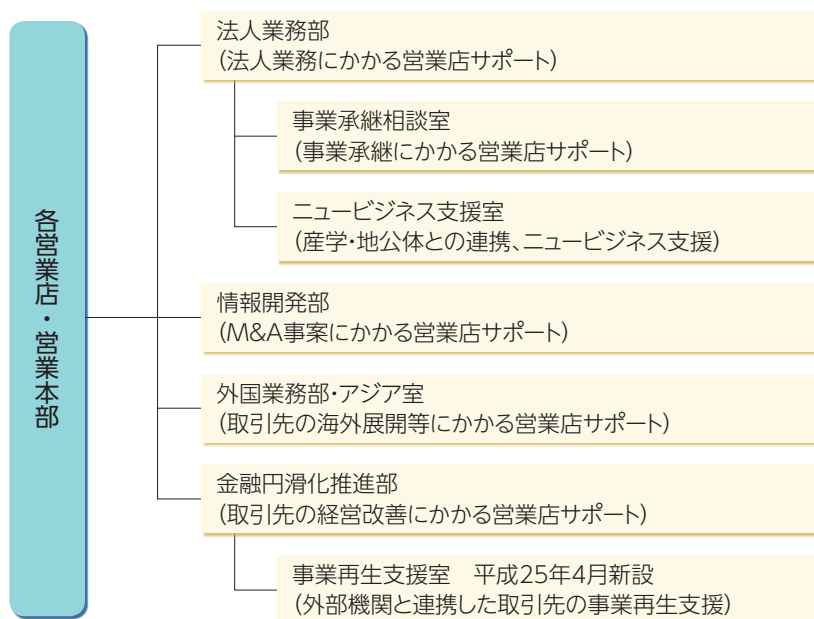 各営業店・営業本部
法人業務部
(法人業務にかかる営業店サポート)
事業承継相談室
(事業承継にかかる営業店サポート)
ニュービジネス支援室
(産学・地公体との連携、ニュービジネス支援)
情報開発部
(M&A事案にかかる営業店サポート)
外国業務部・アジア室
(取引先の海外展開等にかかる営業店サポート)
金融円滑化推進部
(取引先の経営改善にかかる営業店サポート)
事業再生支援室　平成25年4月新設
(外部機関と連携した取引先の事業再生支援)